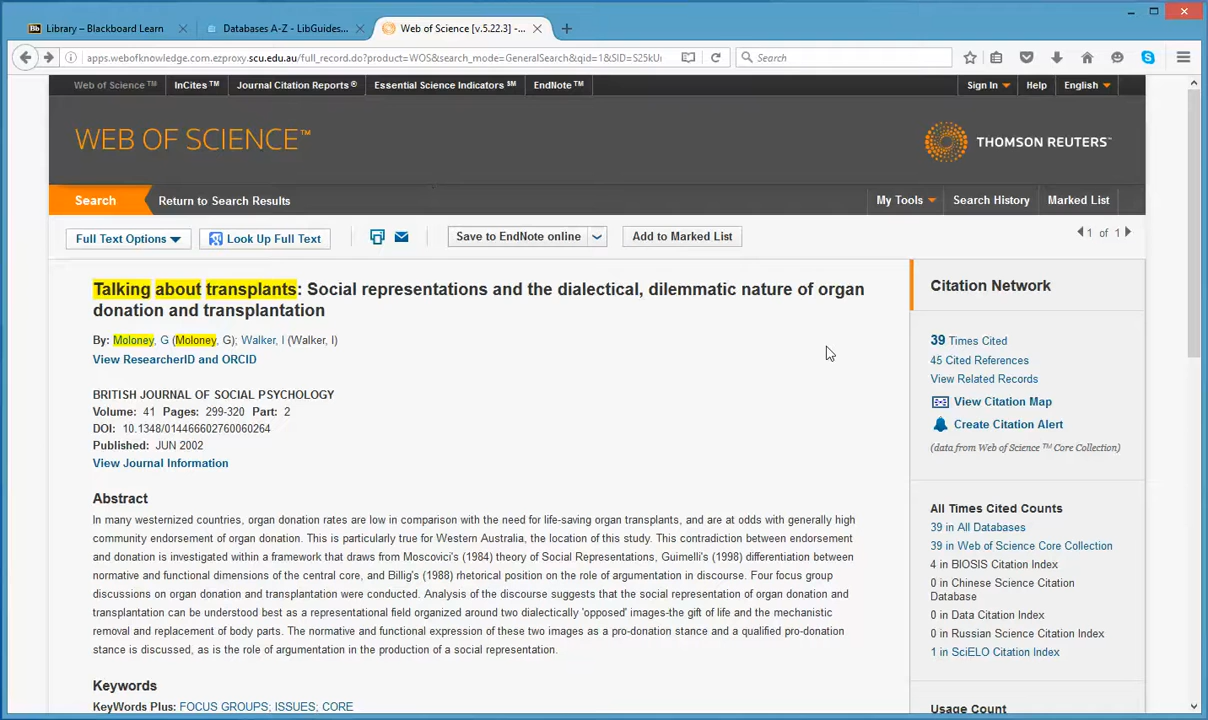 Library – Blackboard Learn
Databases A-Z - LibGuides...
Web of Science [v.5.22.3] –...
apps.webofknowledge.com.ezproxy.scu.edu.au/full_record.do?product=WOS&search_mode=GeneralSearch&qid=1&SID=S25kU
Search
Web of Science ™
InCites ™
Journal Citation Reports ®
Essential Science Indicators ℠
EndNote ™
Sign In
Help
English
WEB OF SCIENCE™
THOMSON REUTERS™
Search
Return to Search Results
My Tools
Search History
Marked List
Full Text Options
Look Up Full Text
Save to EndNote online
Add to Marked List
1 of 1
Talking about transplants: Social representations and the dialectical, dilemmatic nature of organ
donation and transplantation
By: Moloney, G (Moloney, G); Walker, I (Walker, I)
View ResearcherID and ORCID
BRITISH JOURNAL OF SOCIAL PSYCHOLOGY
Volume: 41 Pages: 299-320 Part: 2
DOI: 10.1348/014466602760060264
Published: JUN 2002
View Journal Information
Abstract
In many westernized countries, organ donation rates are low in comparison with the need for life-saving organ transplants, and are at odds with generally high
community endorsement of organ donation. This is particularly true for Western Australia, the location of this study. This contradiction between endorsement
and donation is investigated within a framework that draws from Moscovici's (1984) theory of Social Representations, Guimelli's (1998) differentiation between
normative and functional dimensions of the central core, and Billig's (1988) rhetorical position on the role of argumentation in discourse. Four focus group
discussions on organ donation and transplantation were conducted. Analysis of the discourse suggests that the social representation of organ donation and
transplantation can be understood best as a representational field organized around two dialectically 'opposed' images-the gift of life and the mechanistic
removal and replacement of body parts. The normative and functional expression of these two images as a pro-donation stance and a qualified pro-donation
stance is discussed, as is the role of argumentation in the production of a social representation.
Keywords
KeyWords Plus: FOCUS GROUPS; ISSUES; CORE
Citation Network
39 Times Cited
45 Cited References
View Related Records
View Citation Map
Create Citation Alert
(data from Web of Science ™ Core Collection)
All Times Cited Counts
39 in All Databases
39 in Web of Science Core Collection
4 in BIOSIS Citation Index
0 in Chinese Science Citation
Database
0 in Data Citation Index
0 in Russian Science Citation Index
1 in SciELO Citation Index
Usage Count